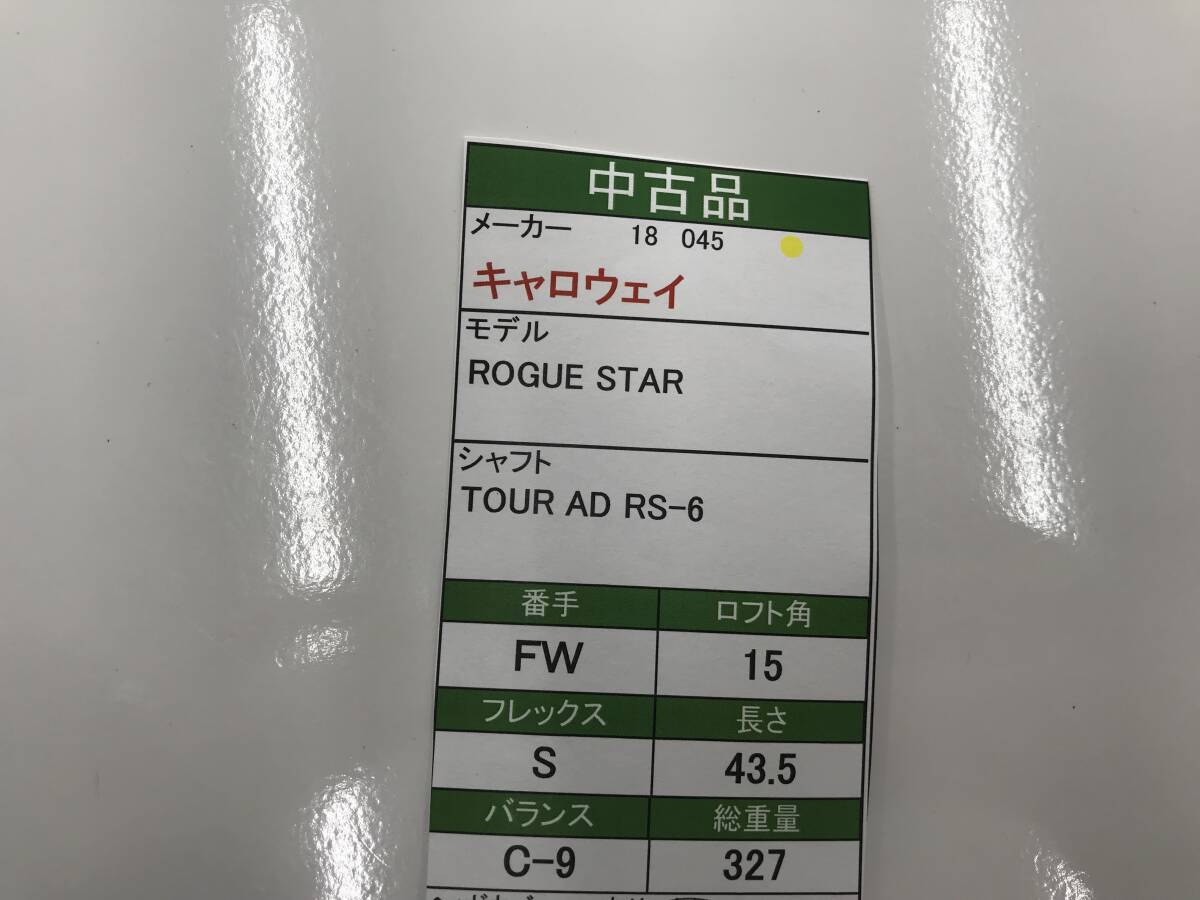 中古品
メーカー 18 045
キャロウェイ
モデル
ROGUE STAR
シャフト
TOUR AD RS-6
番手 ロフト角
FW 15
フレックス 長さ
S 43.5
バランス 総重量
C-9 327